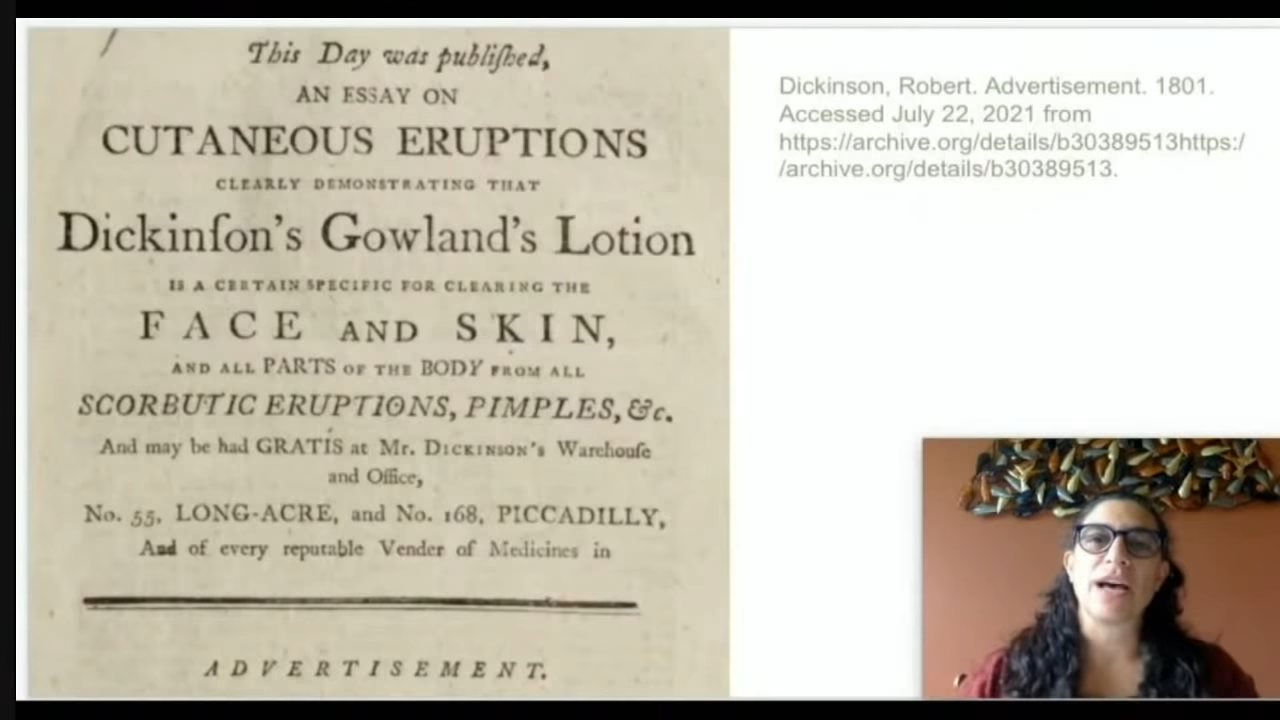 This Day was publiſhed,
AN ESSAY ON
CUTANEOUS ERUPTIONS
CLEARLY DEMONSTRATING THAT
Dickinſon's Gowland's Lotion
IS A CERTAIN SPECIFIC FOR CLEARING THE
FACE AND SKIN,
AND ALL PARTS OF THE BODY FROM ALL
SCORBUTIC ERUPTIONS, PIMPLES, &c.
And may be had GRATIS at Mr. DICKINSON's Warehouſe
and Office,
No. 55, LONG-ACRE, and No. 168, PICCADILLY,
And of every reputable Vender of Medicines in
ADVERTISEMENT.
Dickinson, Robert. Advertisement. 1801.
Accessed July 22, 2021 from
https://archive.org/details/b30389513https:/
/archive.org/details/b30389513.